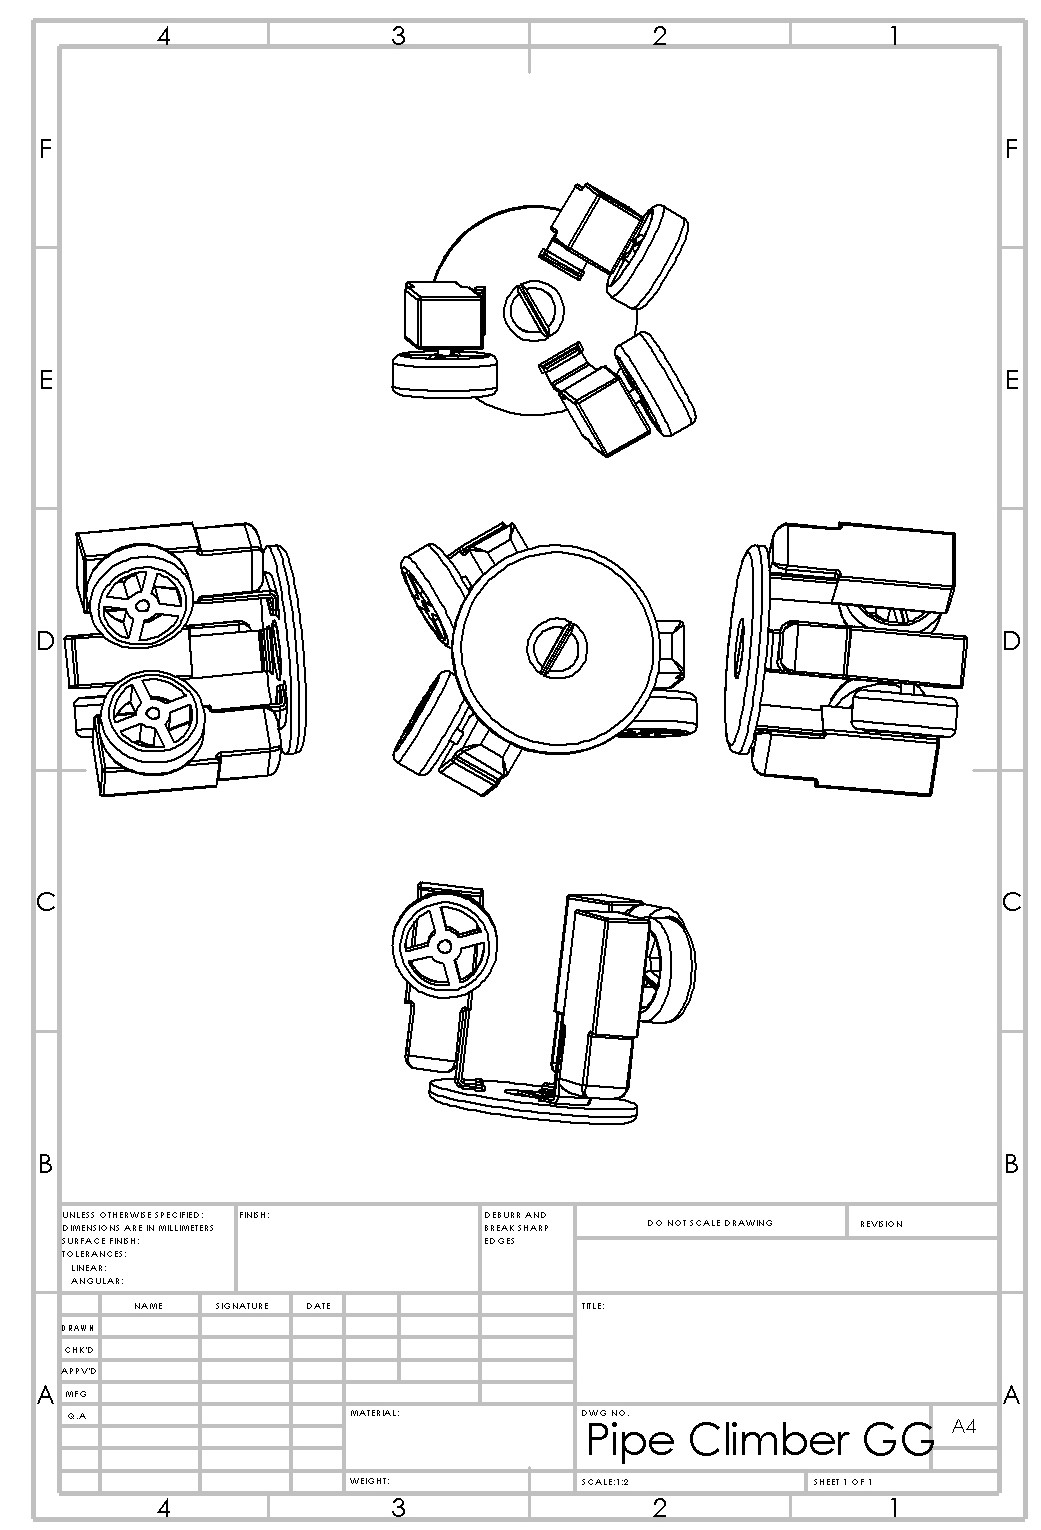 4 3 2 1
F F
E E
D D
C C
B B
A A
UNLESS OTHERWISE SPECIFIED:
DIMENSIONS ARE IN MILLIMETERS
SURFACE FINISH:
TOLERANCES:
LINEAR:
ANGULAR:
FINISH:
DEBURR AND
BREAK SHARP
EDGES
DO NOT SCALE DRAWING
REVISION
NAME SIGNATURE DATE
DRAWN
CHK'D
APPV'D
MFG
Q.A
TITLE:
MATERIAL:
DWG NO.
Pipe Climber GG
A4
WEIGHT:
SCALE:1:2
SHEET 1 OF 1
4 3 2 1